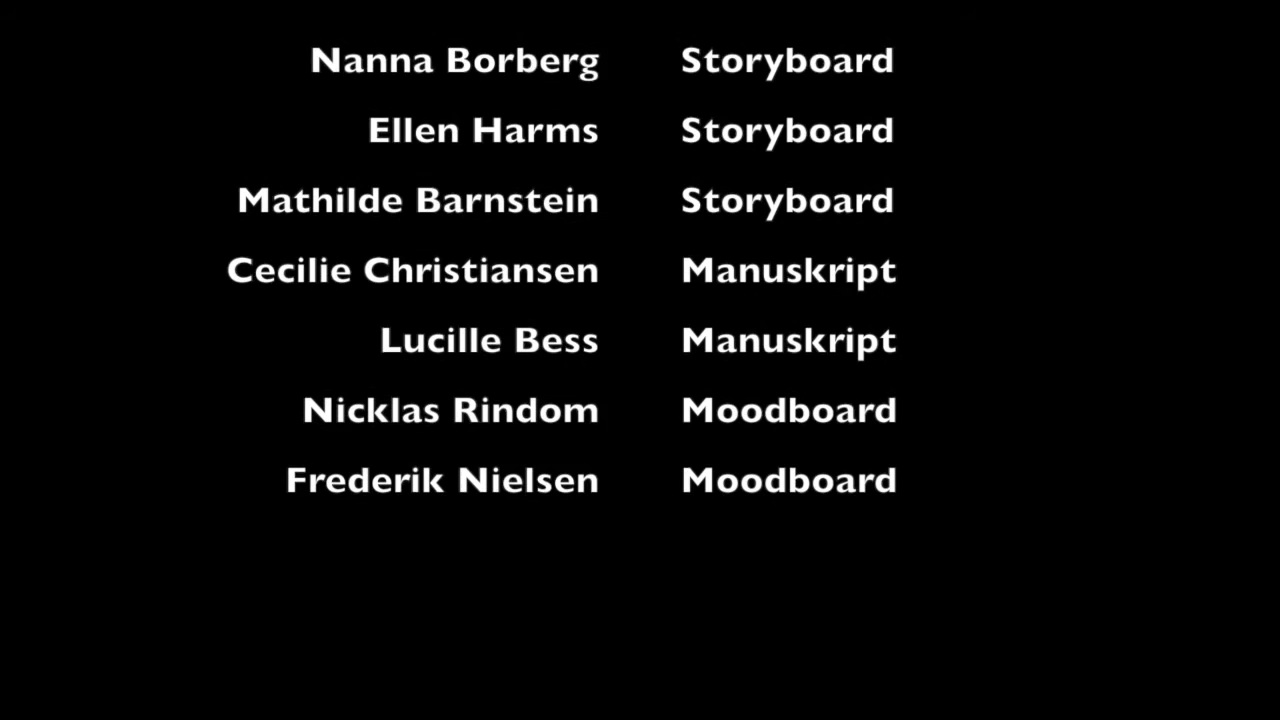 Nanna Borberg Storyboard
Ellen Harms Storyboard
Mathilde Barnstein Storyboard
Cecilie Christiansen Manuskript
Lucille Bess Manuskript
Nicklas Rindom Moodboard
Frederik Nielsen Moodboard